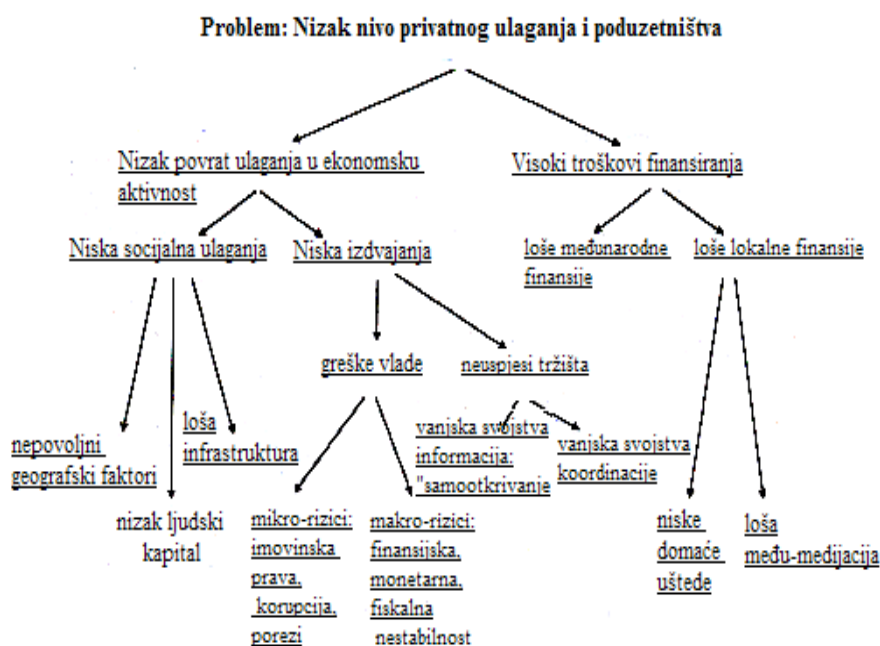 Problem: Nizak nivo privatnog ulaganja i poduzetništva
Nizak povrat ulaganja u ekonomsku
aktivnost
Visoki troškovi finansiranja
Niska socijalna ulaganja
Niska izdvajanja
loše međunarodne
finansije
loše lokalne finansije
greške vlade
neuspjesi tržišta
nepovoljni
geografski faktori
loša
infrastruktura
vanjska svojstva
informacija:
"samootkrivanje
vanjska svojstva
koordinacije
nizak ljudski
kapital
mikro-rizici:
imovinska
prava,
korupcija,
porezi
makro-rizici:
finansijska,
monetarna,
fiskalna
nestabilnost
niske
domaće
uštede
loša
među-medijacija